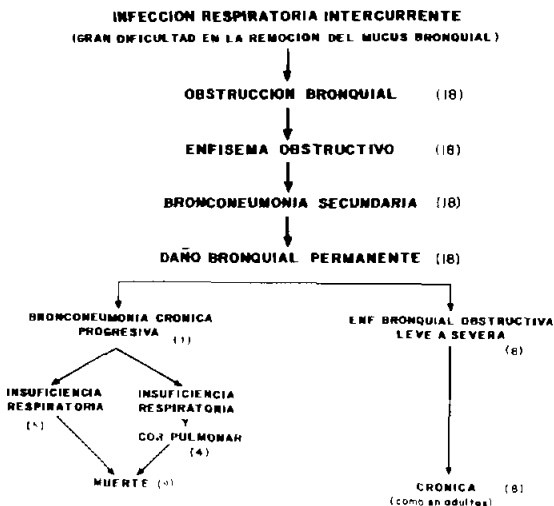 INFECCION RESPIRATORIA INTERCURRENTE
(GRAN DIFICULTAD EN LA REMOCION DEL MUCUS BRONQUIAL)
OBSTRUCCION BRONQUIAL (18)
ENFISEMA OBSTRUCTIVO (18)
BRONCONEUMONIA SECUNDARIA (18)
DAÑO BRONQUIAL PERMANENTE (18)
BRONCONEUMONIA CRONICA
PROGRESIVA
ENF BRONQUIAL OBSTRUCTIVA
LEVE A SEVERA
(8)
INSUFICIENCIA
RESPIRATORIA
INSUFICIENCIA
RESPIRATORIA
Y
COR PULMONAR
(4)
MUERTE
CRONICA (8)
(como en adultos)